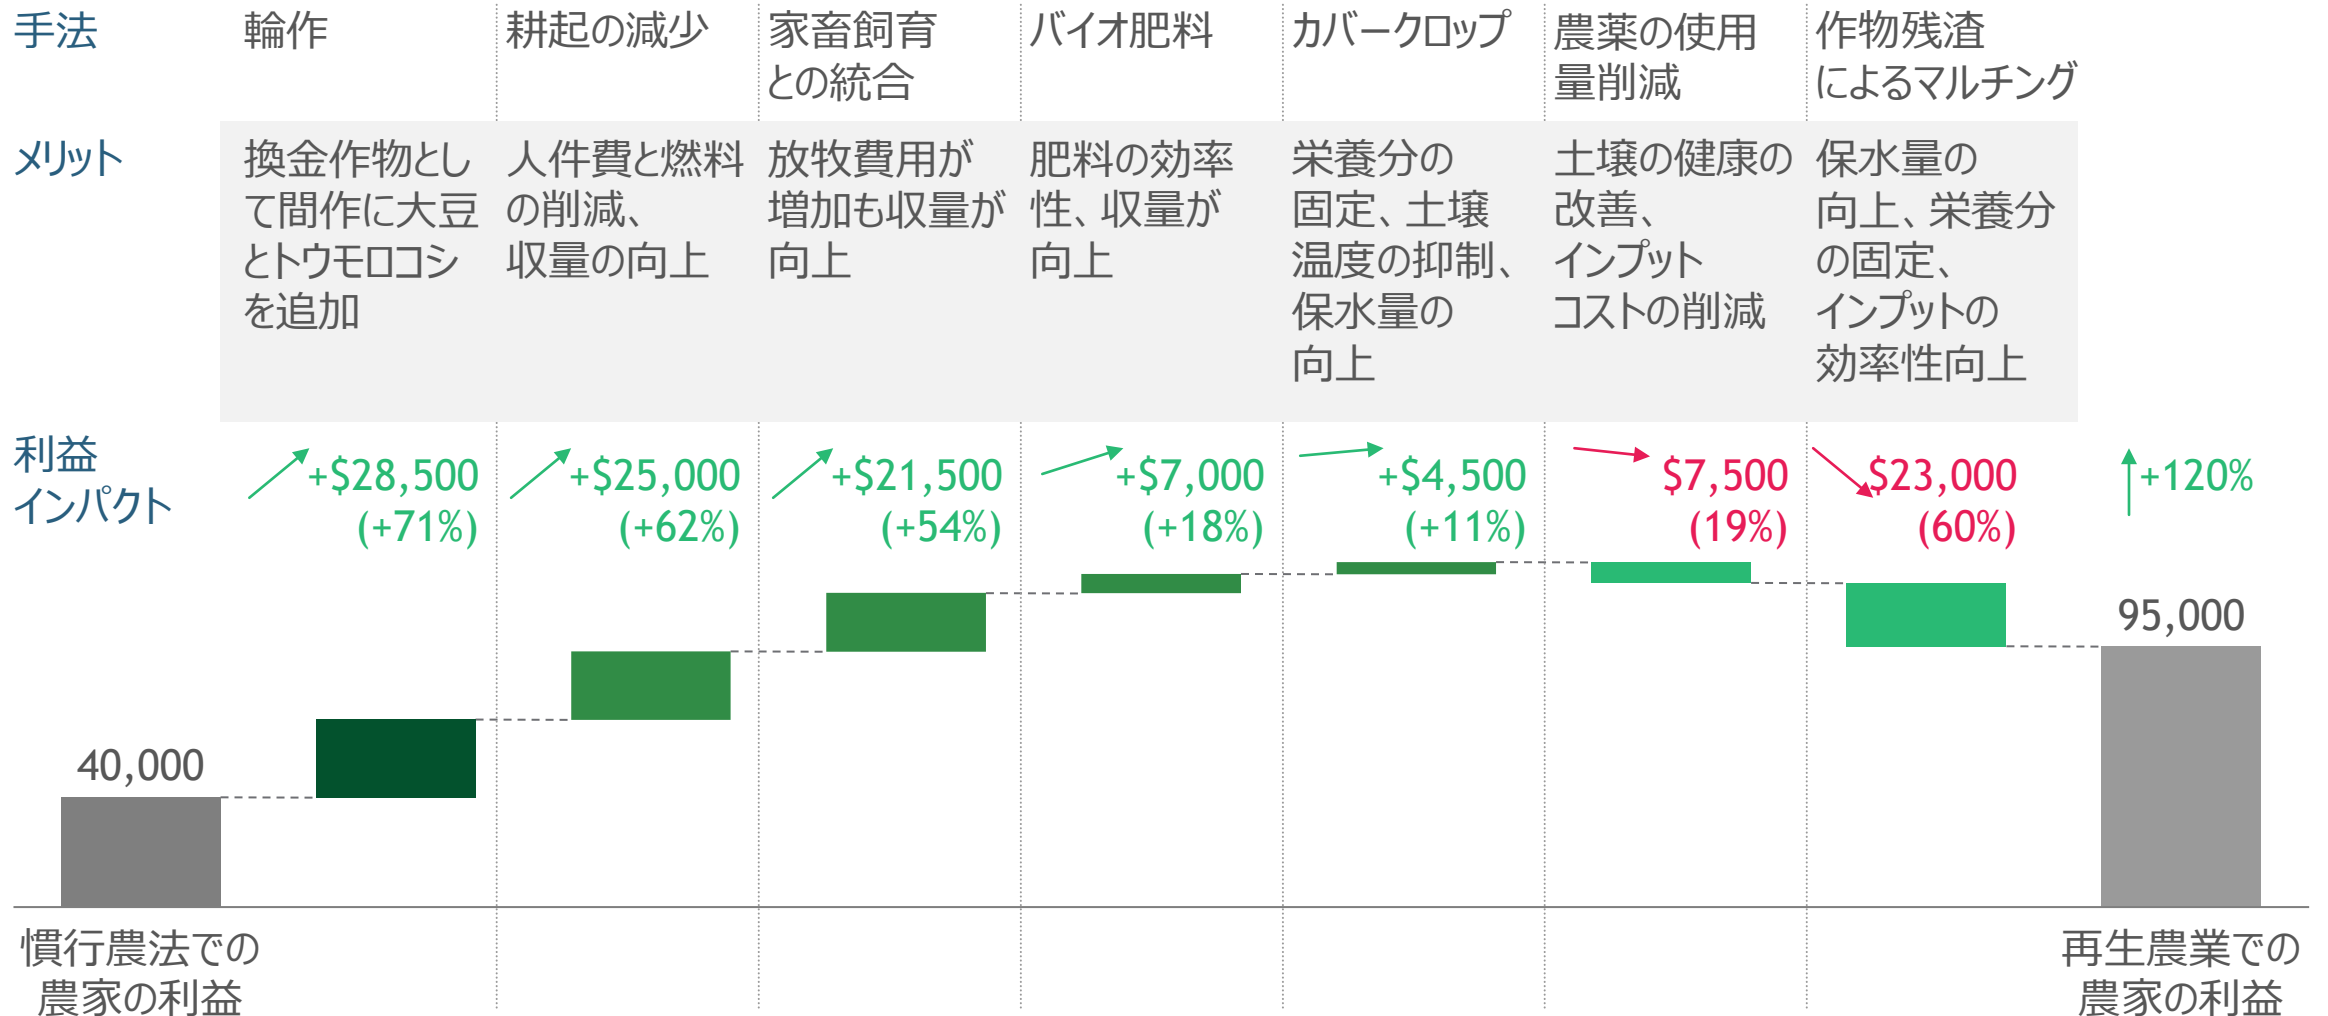 手法
輪作
耕起の減少
家畜飼育
との統合
バイオ肥料
カバークロップ
農薬の使用
量削減
作物残渣
によるマルチング
メリット
換金作物とし
て間作に大豆
とトウモロコシ
を追加
人件費と燃料
の削減、
収量の向上
放牧費用が
増加も収量が
向上
肥料の効率
性、収量が
向上
栄養分の
固定、土壌
温度の抑制、
保水量の
向上
土壌の健康の
改善、
インプット
コストの削減
保水量の
向上、栄養分
の固定、
インプットの
効率性向上
利益
インパクト
+$28,500
(+71%)
+$25,000
(+62%)
+$21,500
(+54%)
+$7,000
(+18%)
+$4,500
(+11%)
$7,500
(19%)
$23,000
(60%)
+120%
40,000
95,000
慣行農法での
農家の利益
再生農業での
農家の利益